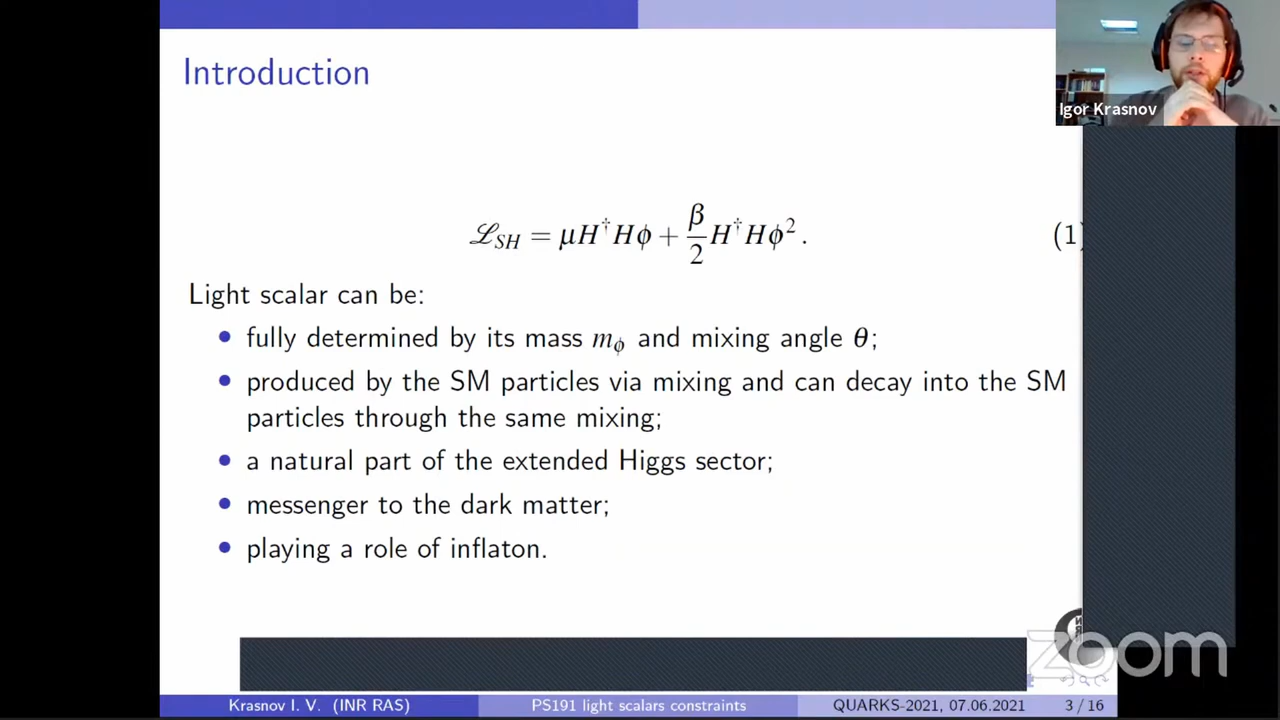 Introduction
Igor Krasnov
ℒ_SH = μH†Hϕ + β/2 H†Hϕ² . (1)
Light scalar can be:
• fully determined by its mass m_ϕ and mixing angle θ;
• produced by the SM particles via mixing and can decay into the SM
particles through the same mixing;
• a natural part of the extended Higgs sector;
• messenger to the dark matter;
• playing a role of inflaton.
zoom
Krasnov I. V. (INR RAS) PS191 light scalars constraints QUARKS-2021, 07.06.2021 3 / 16